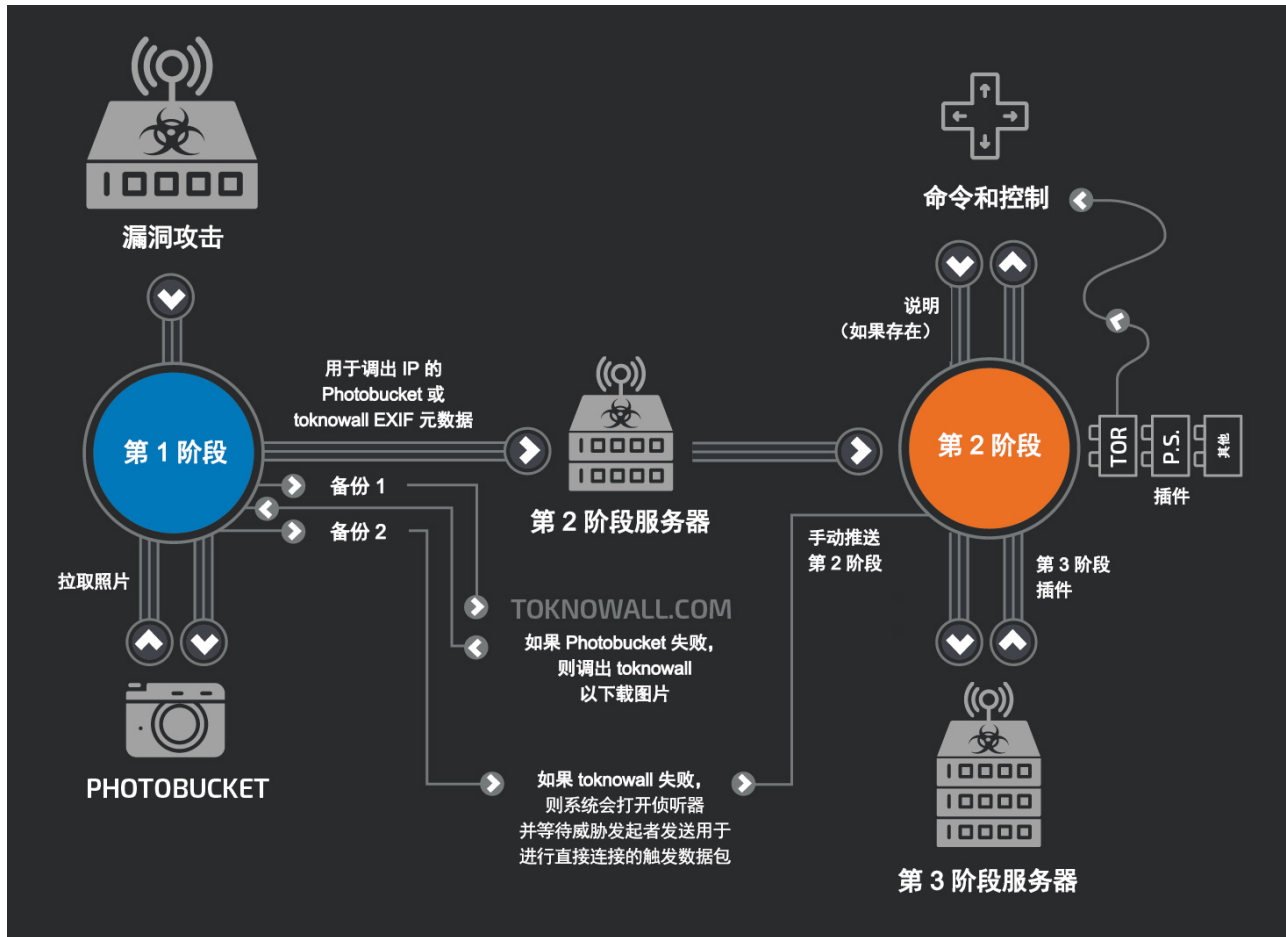 漏洞攻击
命令和控制
说明
（如果存在）
用于调出 IP 的
Photobucket 或
toknowall EXIF 元数据
第 1 阶段
第 2 阶段
TOR
P.S.
其他
插件
备份 1
备份 2
第 2 阶段服务器
手动推送
第 2 阶段
第 3 阶段
插件
拉取照片
TOKNOWALL.COM
如果 Photobucket 失败，
则调出 toknowall
以下载图片
PHOTOBUCKET
如果 toknowall 失败，
则系统会打开侦听器
并等待威胁发起者发送用于
进行直接连接的触发数据包
第 3 阶段服务器